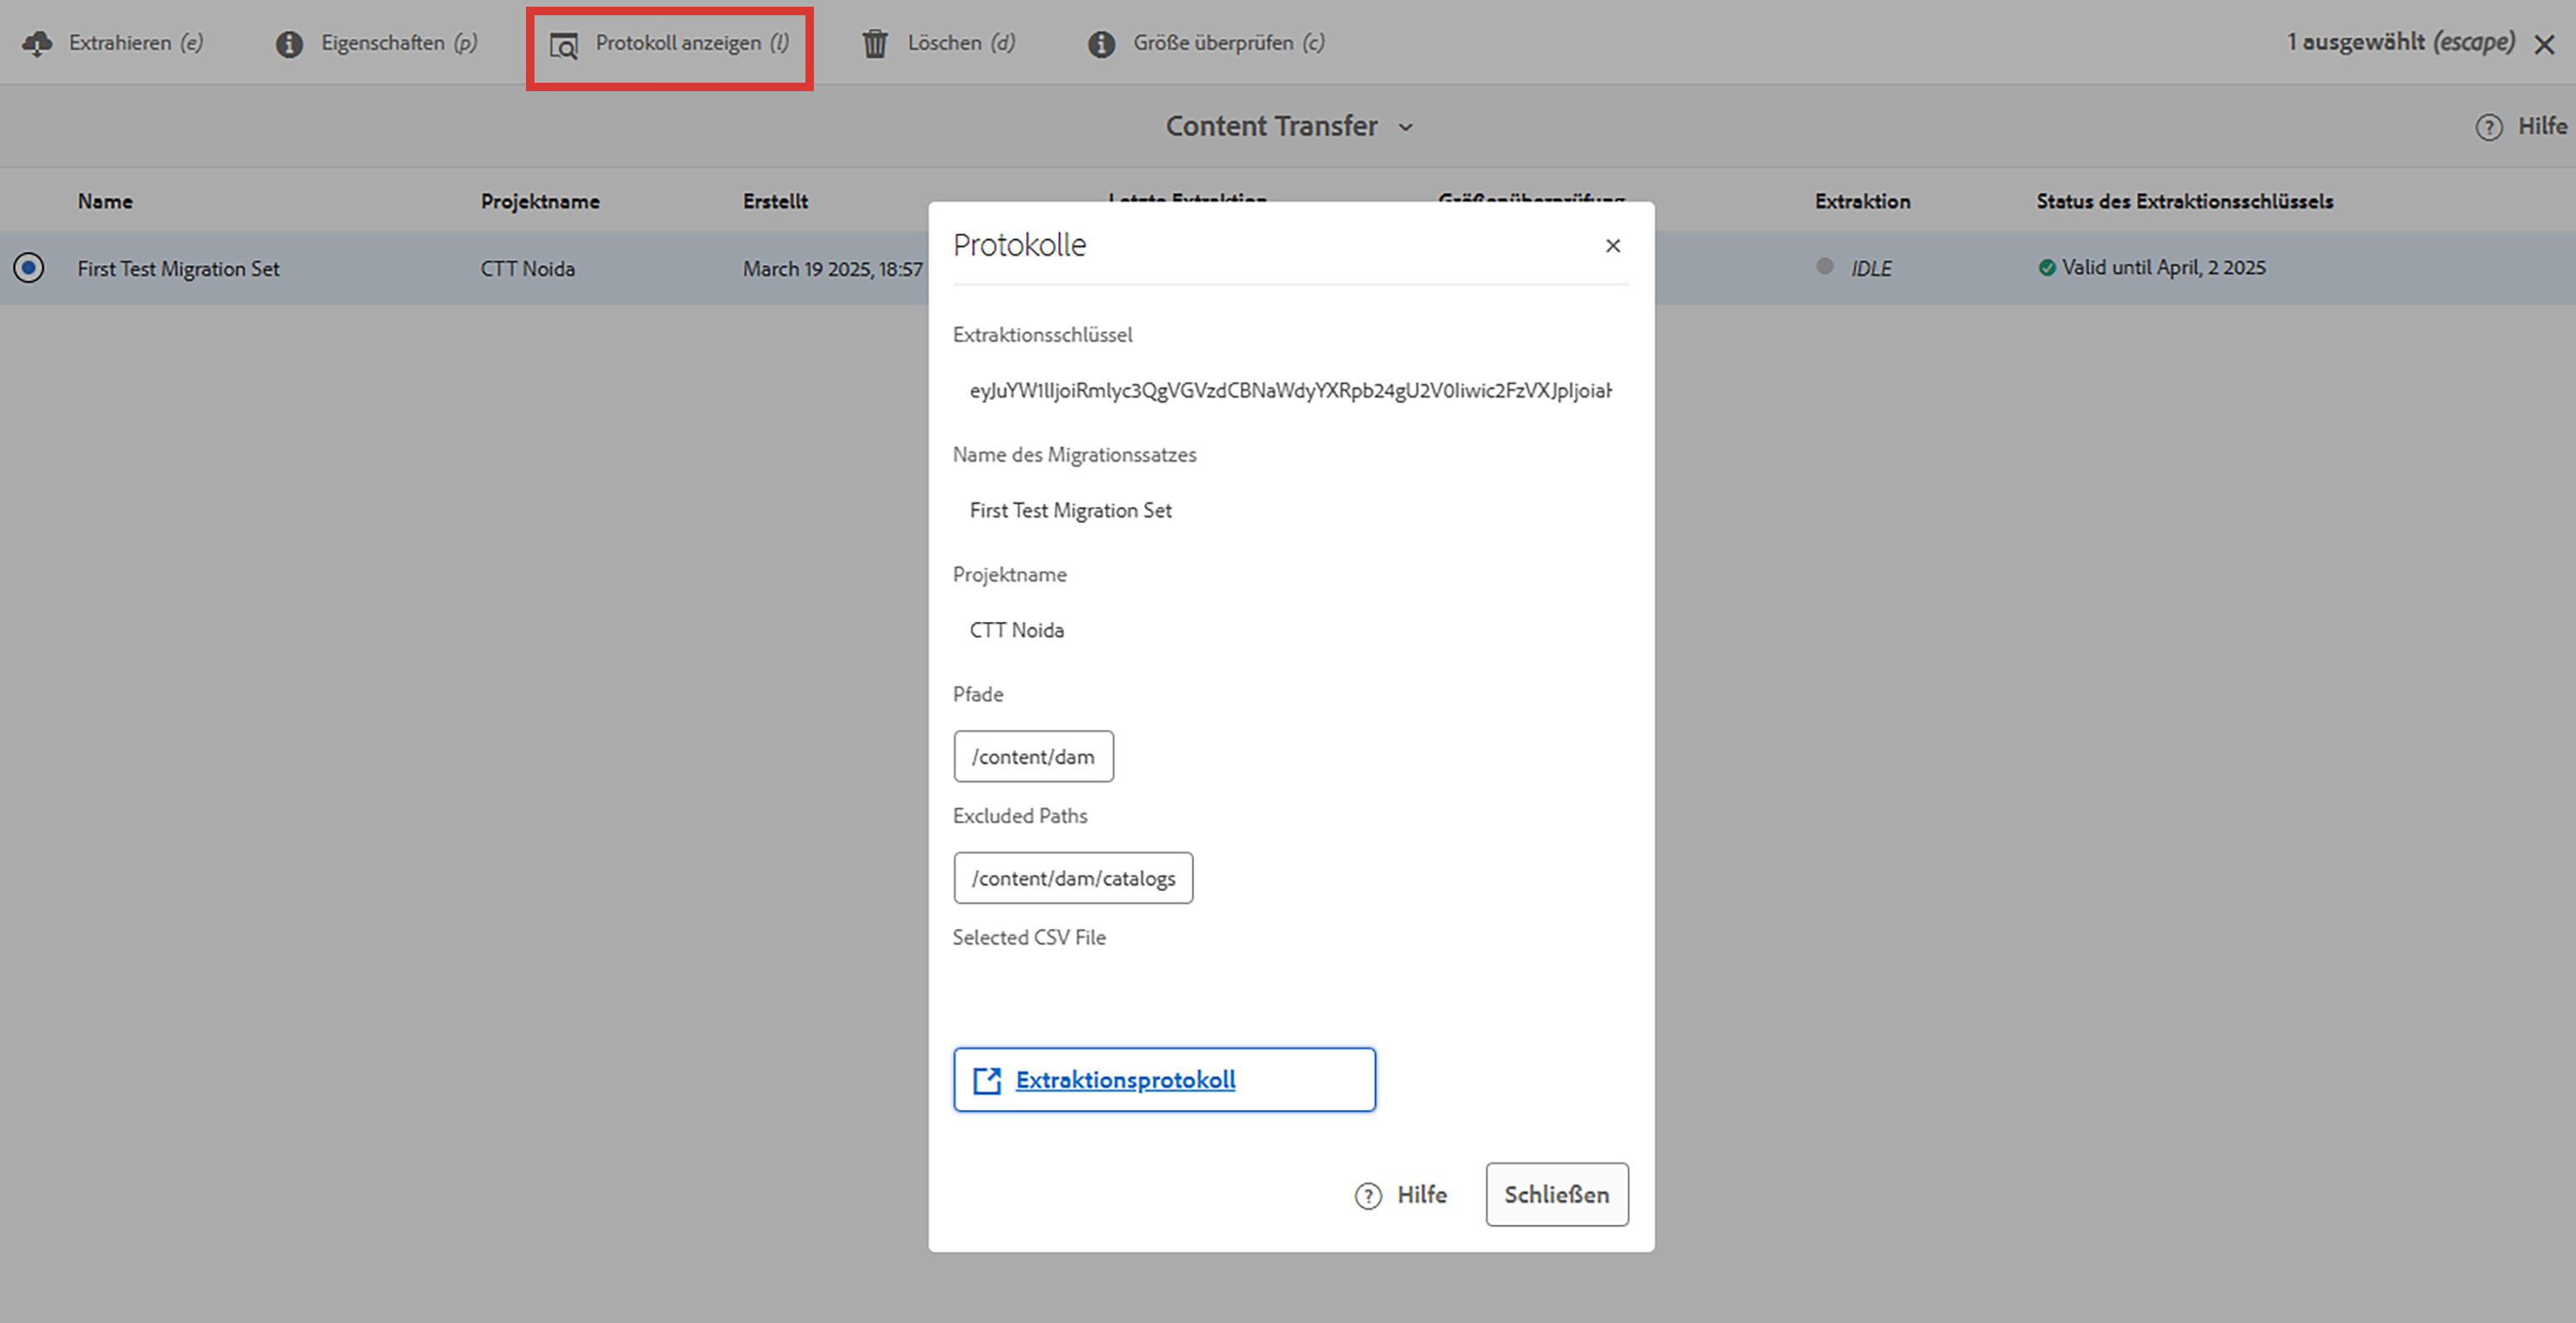 Extrahieren (e) Eigenschaften (p) Protokoll anzeigen (l) Löschen (d) Größe überprüfen (c) 1 ausgewählt (escape)
Content Transfer
Hilfe
Name Projektname Erstellt Letzte Extraktion Größenüberprüfung Extraktion Status des Extraktionsschlüssels
First Test Migration Set CTT Noida March 19 2025, 18:57 IDLE Valid until April, 2 2025
Protokolle
Extraktionsschlüssel
eyJuYW1lIjoiRmlyc3QgVGVzdCBNaWdyYXRpb24gU2V0Iiwic2FzVXJpIjoiaH
Name des Migrationssatzes
First Test Migration Set
Projektname
CTT Noida
Pfade
/content/dam
Excluded Paths
/content/dam/catalogs
Selected CSV File
Extraktionsprotokoll
Hilfe Schließen